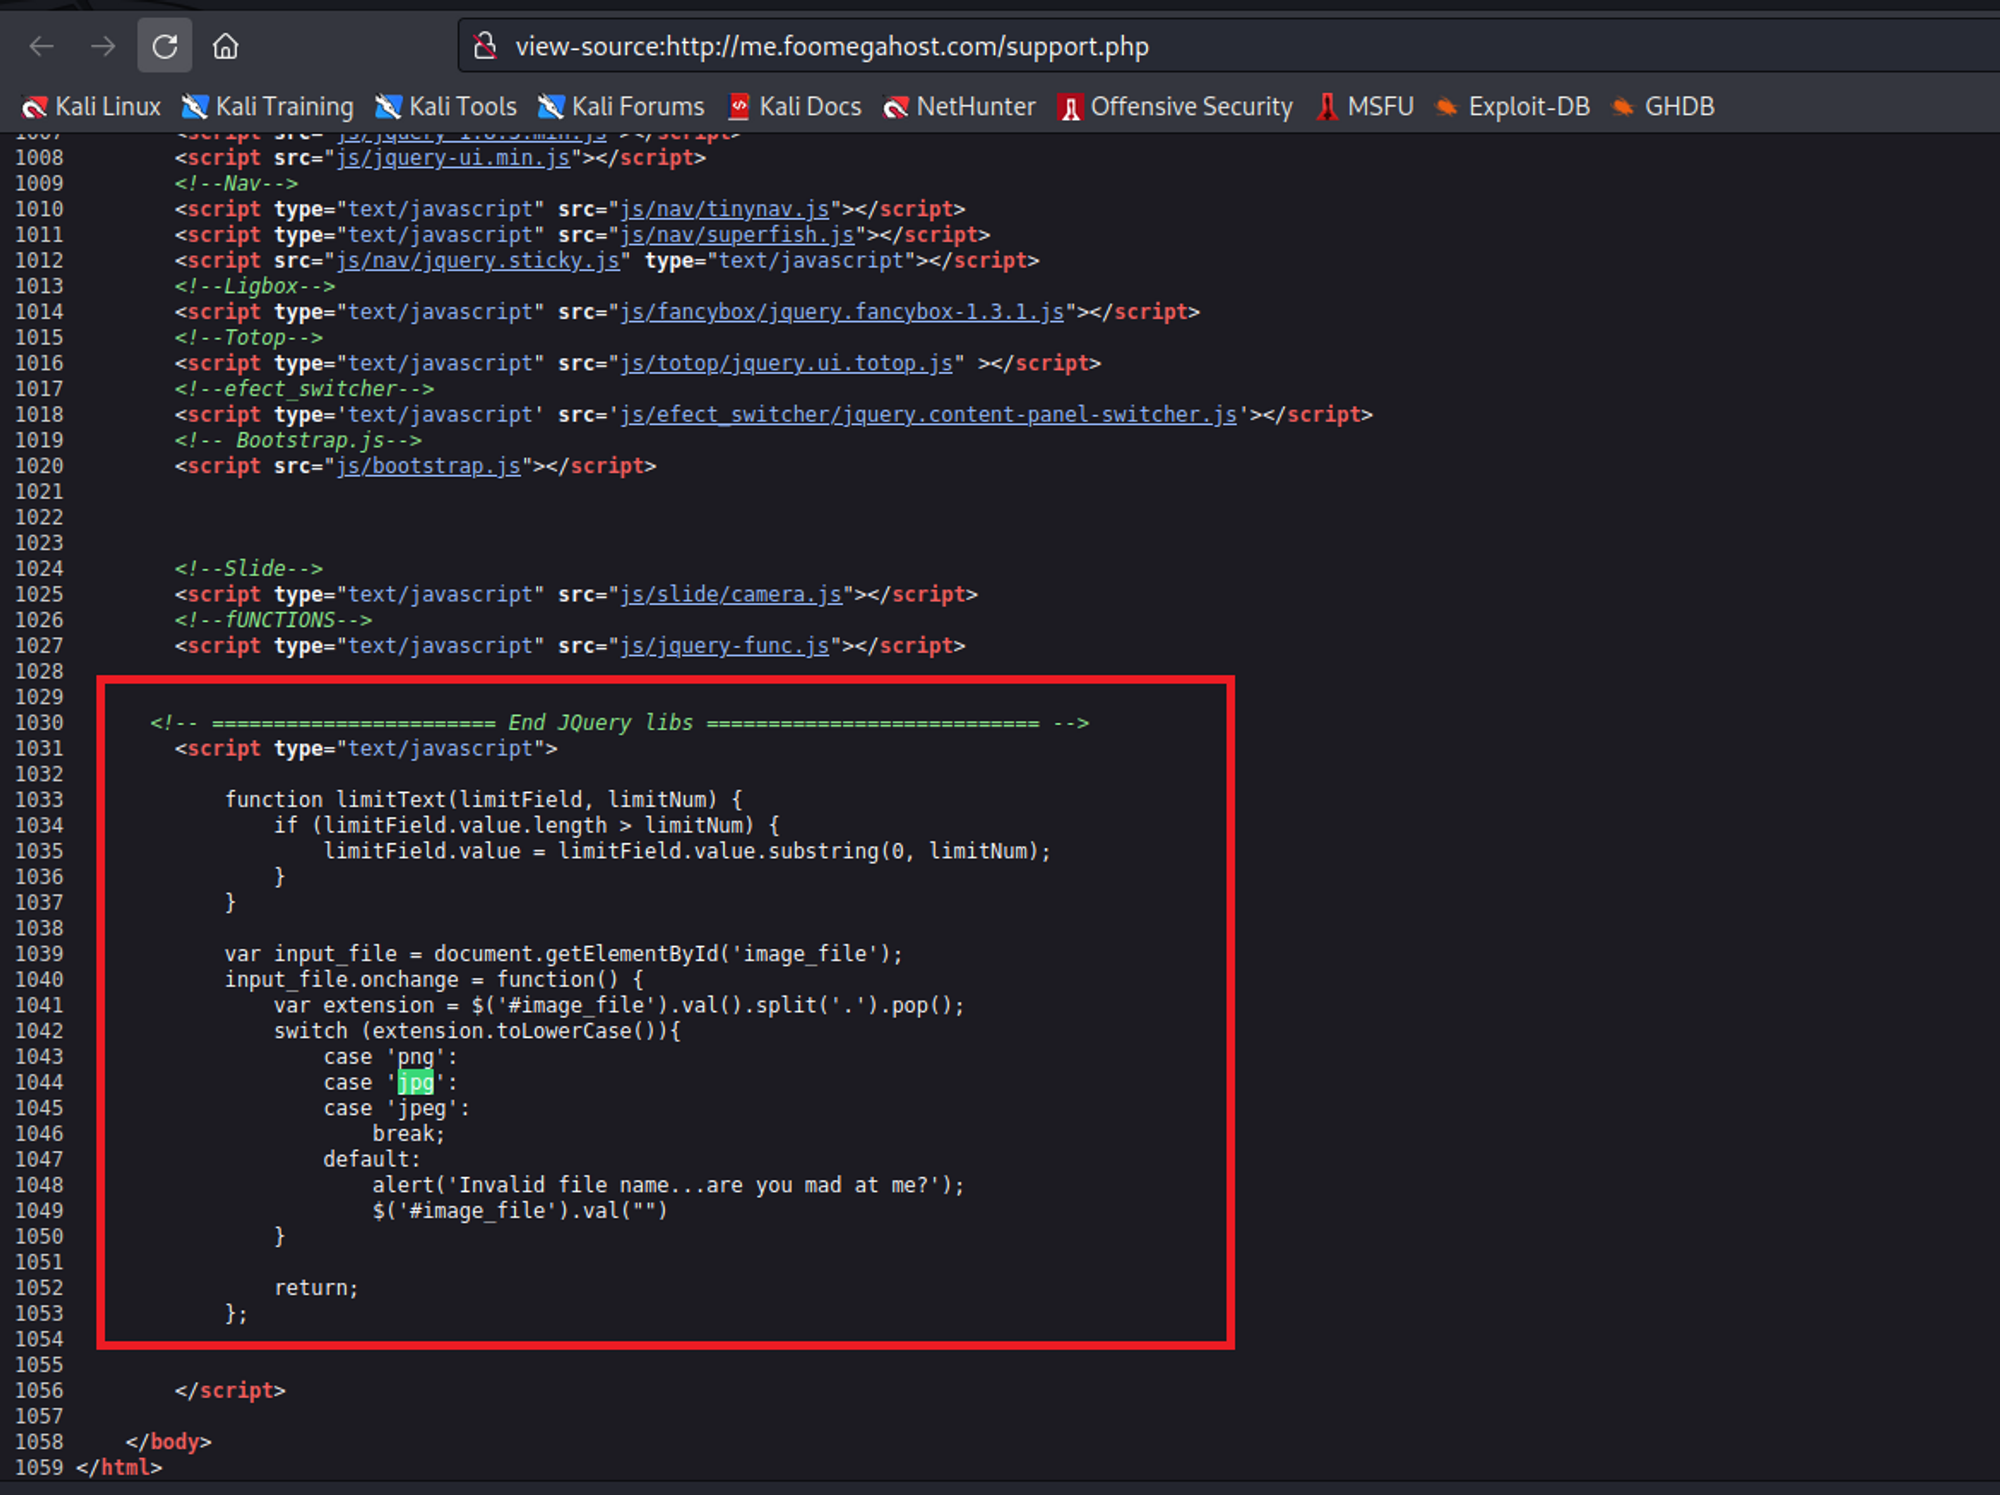 view-source:http://me.foomegahost.com/support.php
Kali Linux Kali Training Kali Tools Kali Forums Kali Docs NetHunter Offensive Security MSFU Exploit-DB GHDB
1007 <script src="js/jquery-1.8.3.min.js"></script>
1008 <script src="js/jquery-ui.min.js"></script>
1009 <!--Nav-->
1010 <script type="text/javascript" src="js/nav/tinynav.js"></script>
1011 <script type="text/javascript" src="js/nav/superfish.js"></script>
1012 <script src="js/nav/jquery.sticky.js" type="text/javascript"></script>
1013 <!--Ligbox-->
1014 <script type="text/javascript" src="js/fancybox/jquery.fancybox-1.3.1.js"></script>
1015 <!--Totop-->
1016 <script type="text/javascript" src="js/totop/jquery.ui.totop.js" ></script>
1017 <!--efect_switcher-->
1018 <script type='text/javascript' src='js/efect_switcher/jquery.content-panel-switcher.js'></script>
1019 <!-- Bootstrap.js-->
1020 <script src="js/bootstrap.js"></script>
1021
1022
1023
1024 <!--Slide-->
1025 <script type="text/javascript" src="js/slide/camera.js"></script>
1026 <!--fUNCTIONS-->
1027 <script type="text/javascript" src="js/jquery-func.js"></script>
1028
1029
1030 <!-- ======================= End JQuery libs =========================== -->
1031 <script type="text/javascript">
1032
1033 function limitText(limitField, limitNum) {
1034 if (limitField.value.length > limitNum) {
1035 limitField.value = limitField.value.substring(0, limitNum);
1036 }
1037 }
1038
1039 var input_file = document.getElementById('image_file');
1040 input_file.onchange = function() {
1041 var extension = $('#image_file').val().split('.').pop();
1042 switch (extension.toLowerCase()){
1043 case 'png':
1044 case 'jpg':
1045 case 'jpeg':
1046 break;
1047 default:
1048 alert('Invalid file name...are you mad at me?');
1049 $('#image_file').val("")
1050 }
1051
1052 return;
1053 };
1054
1055
1056 </script>
1057
1058 </body>
1059 </html>